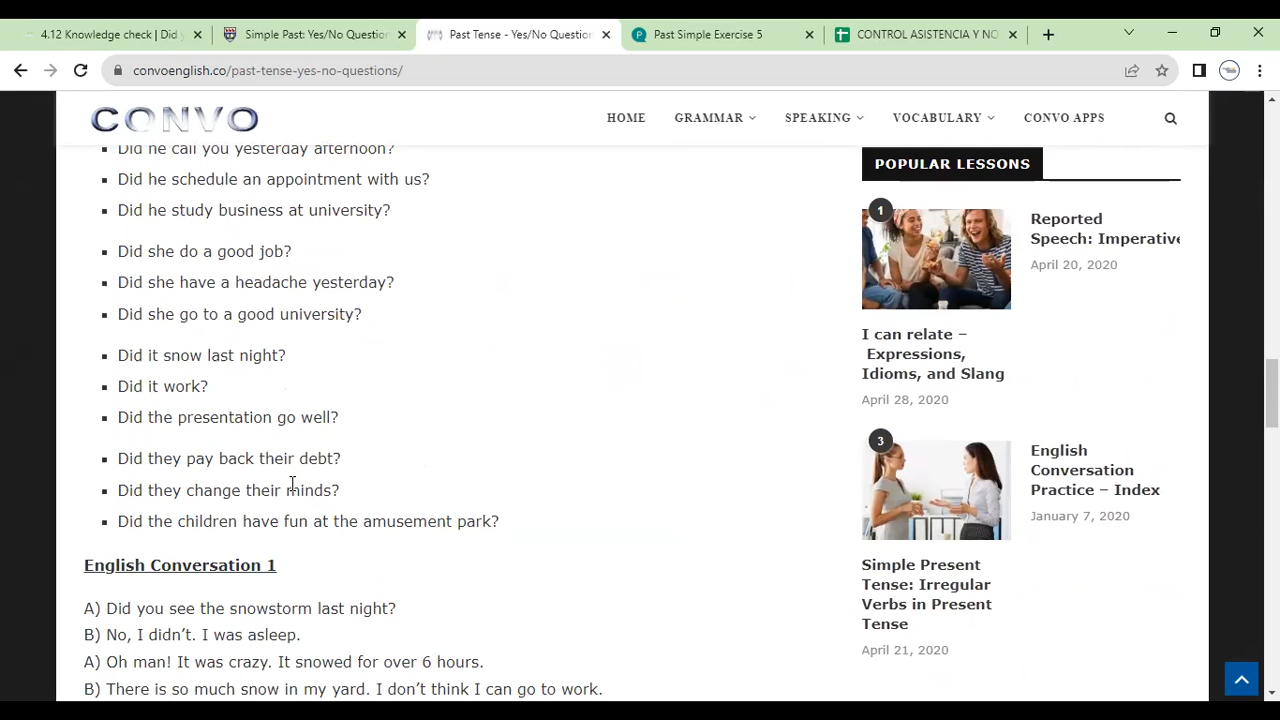 4.12 Knowledge check | Did y
Simple Past: Yes/No Question
Past Tense - Yes/No Question
Past Simple Exercise 5
CONTROL ASISTENCIA Y NO
convoenglish.co/past-tense-yes-no-questions/
CONVO
HOME
GRAMMAR
SPEAKING
VOCABULARY
CONVO APPS
Did he call you yesterday afternoon?
Did he schedule an appointment with us?
Did he study business at university?
Did she do a good job?
Did she have a headache yesterday?
Did she go to a good university?
Did it snow last night?
Did it work?
Did the presentation go well?
Did they pay back their debt?
Did they change their minds?
Did the children have fun at the amusement park?
English Conversation 1
A) Did you see the snowstorm last night?
B) No, I didn’t. I was asleep.
A) Oh man! It was crazy. It snowed for over 6 hours.
B) There is so much snow in my yard. I don’t think I can go to work.
POPULAR LESSONS
1
Reported
Speech: Imperative
April 20, 2020
I can relate –
Expressions,
Idioms, and Slang
April 28, 2020
3
English
Conversation
Practice – Index
January 7, 2020
Simple Present
Tense: Irregular
Verbs in Present
Tense
April 21, 2020